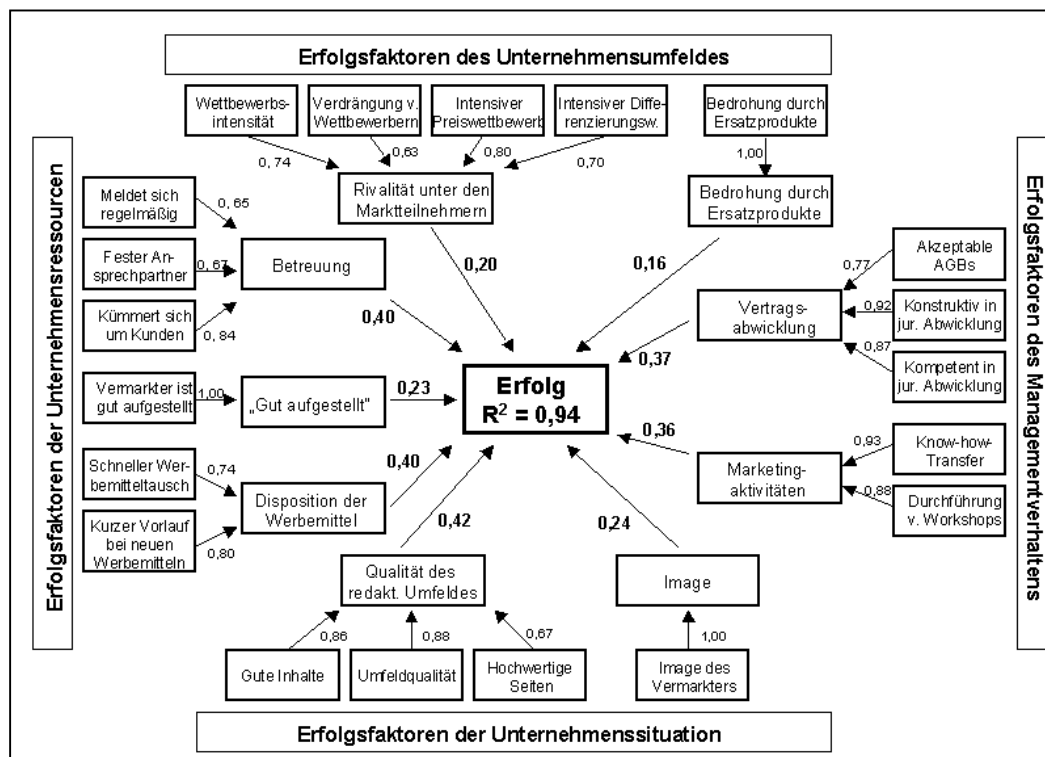 Erfolgsfaktoren des Unternehmensumfeldes
Wettbewerbs-
intensität
Verdrängung v.
Wettbewerbern
Intensiver
Preiswettbewerb
Intensiver Diffe-
renzierungsw.
Bedrohung durch
Ersatzprodukte
0, 74
0,63
0,80
0,70
1,00
Rivalität unter den
Marktteilnehmern
Bedrohung durch
Ersatzprodukte
0,20
0,16
Erfolgsfaktoren der Unternehmensressourcen
Meldet sich
regelmäßig
0, 65
Fester An-
sprechpartner
0, 67
Kümmert sich
um Kunden
0, 84
Betreuung
0,40
Vermarkter ist
gut aufgestellt
1,00
„Gut aufgestellt"
0,23
Schneller Wer-
bemitteltausch
0,74
Kurzer Vorlauf
bei neuen
Werbemitteln
0,80
Disposition der
Werbemittel
0,40
Erfolg
R² = 0,94
Erfolgsfaktoren des Managementverhaltens
Akzeptable
AGBs
0,77
Konstruktiv in
jur. Abwicklung
0,92
Kompetent in
jur. Abwicklung
0,87
Vertrags-
abwicklung
0,37
Know-how-
Transfer
0,93
Durchführung
v. Workshops
0,88
Marketing-
aktivitäten
0,36
0,42
0,24
Qualität des
redakt. Umfeldes
Image
0,86
0,88
0,67
1,00
Gute Inhalte
Umfeldqualität
Hochwertige
Seiten
Image des
Vermarkters
Erfolgsfaktoren der Unternehmenssituation